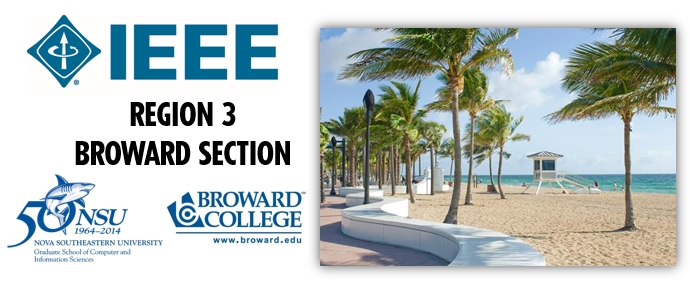 IEEE
REGION 3
BROWARD SECTION
50 NSU
1964–2014
NOVA SOUTHEASTERN UNIVERSITY
Graduate School of Computer and
Information Sciences
BROWARD™
COLLEGE
www.broward.edu